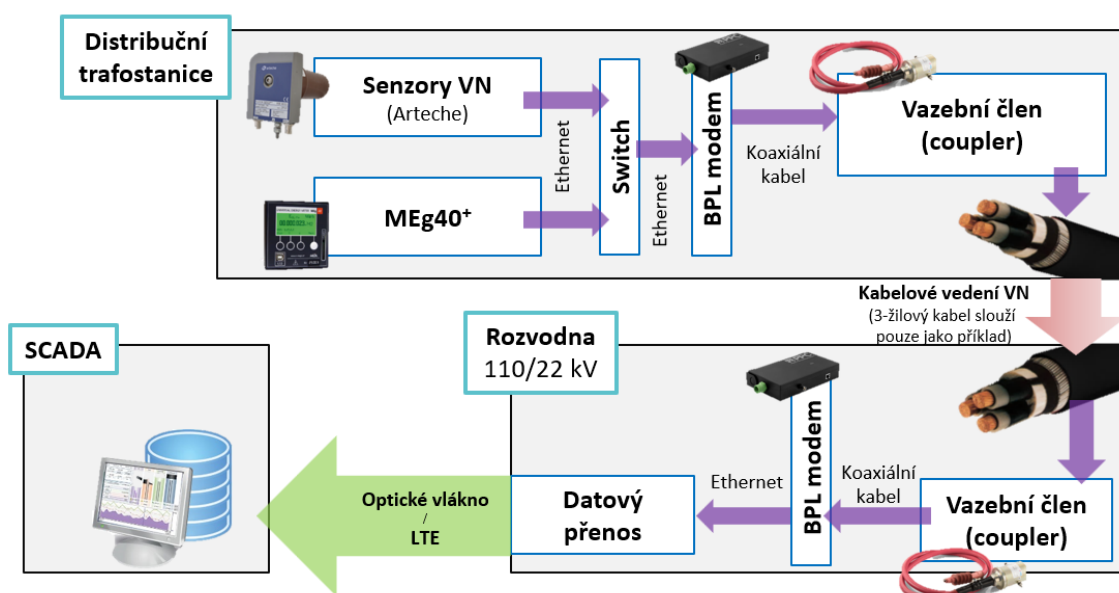 Distribuční
trafostanice
Senzory VN
(Arteche)
Ethernet
MEg40+
Switch
Ethernet
BPL modem
Koaxiální
kabel
Vazební člen
(coupler)
Kabelové vedení VN
(3-žilový kabel slouží
pouze jako příklad)
Rozvodna
110/22 kV
Vazební člen
(coupler)
Koaxiální
kabel
BPL modem
Ethernet
Datový
přenos
Optické vlákno
/
LTE
SCADA